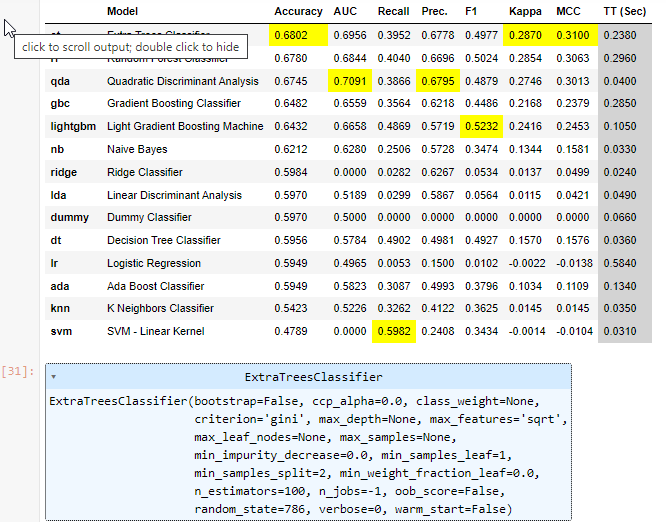 Model Accuracy AUC Recall Prec. F1 Kappa MCC TT (Sec)
0.6802 0.6956 0.3952 0.6778 0.4977 0.2870 0.3100 0.2380
click to scroll output; double click to hide
Random Forest Classifier 0.6780 0.6844 0.4040 0.6696 0.5024 0.2854 0.3063 0.2960
qda Quadratic Discriminant Analysis 0.6745 0.7091 0.3866 0.6795 0.4879 0.2746 0.3013 0.0400
gbc Gradient Boosting Classifier 0.6482 0.6559 0.3564 0.6218 0.4486 0.2168 0.2379 0.2850
lightgbm Light Gradient Boosting Machine 0.6432 0.6658 0.4869 0.5719 0.5232 0.2416 0.2453 0.1050
nb Naive Bayes 0.6212 0.6280 0.2506 0.5728 0.3474 0.1344 0.1581 0.0330
ridge Ridge Classifier 0.5984 0.0000 0.0282 0.6267 0.0534 0.0137 0.0499 0.0240
lda Linear Discriminant Analysis 0.5970 0.5189 0.0299 0.5867 0.0564 0.0115 0.0421 0.0490
dummy Dummy Classifier 0.5970 0.5000 0.0000 0.0000 0.0000 0.0000 0.0000 0.0660
dt Decision Tree Classifier 0.5956 0.5784 0.4902 0.4981 0.4927 0.1570 0.1576 0.0360
lr Logistic Regression 0.5949 0.4965 0.0053 0.1500 0.0102 -0.0022 -0.0138 0.5840
ada Ada Boost Classifier 0.5949 0.5823 0.3087 0.4993 0.3796 0.1034 0.1109 0.1340
knn K Neighbors Classifier 0.5423 0.5226 0.3262 0.4122 0.3625 0.0145 0.0145 0.0350
svm SVM - Linear Kernel 0.4789 0.0000 0.5982 0.2408 0.3434 -0.0014 -0.0104 0.0310
[31]:
ExtraTreesClassifier
ExtraTreesClassifier(bootstrap=False, ccp_alpha=0.0, class_weight=None,
criterion='gini', max_depth=None, max_features='sqrt',
max_leaf_nodes=None, max_samples=None,
min_impurity_decrease=0.0, min_samples_leaf=1,
min_samples_split=2, min_weight_fraction_leaf=0.0,
n_estimators=100, n_jobs=-1, oob_score=False,
random_state=786, verbose=0, warm_start=False)